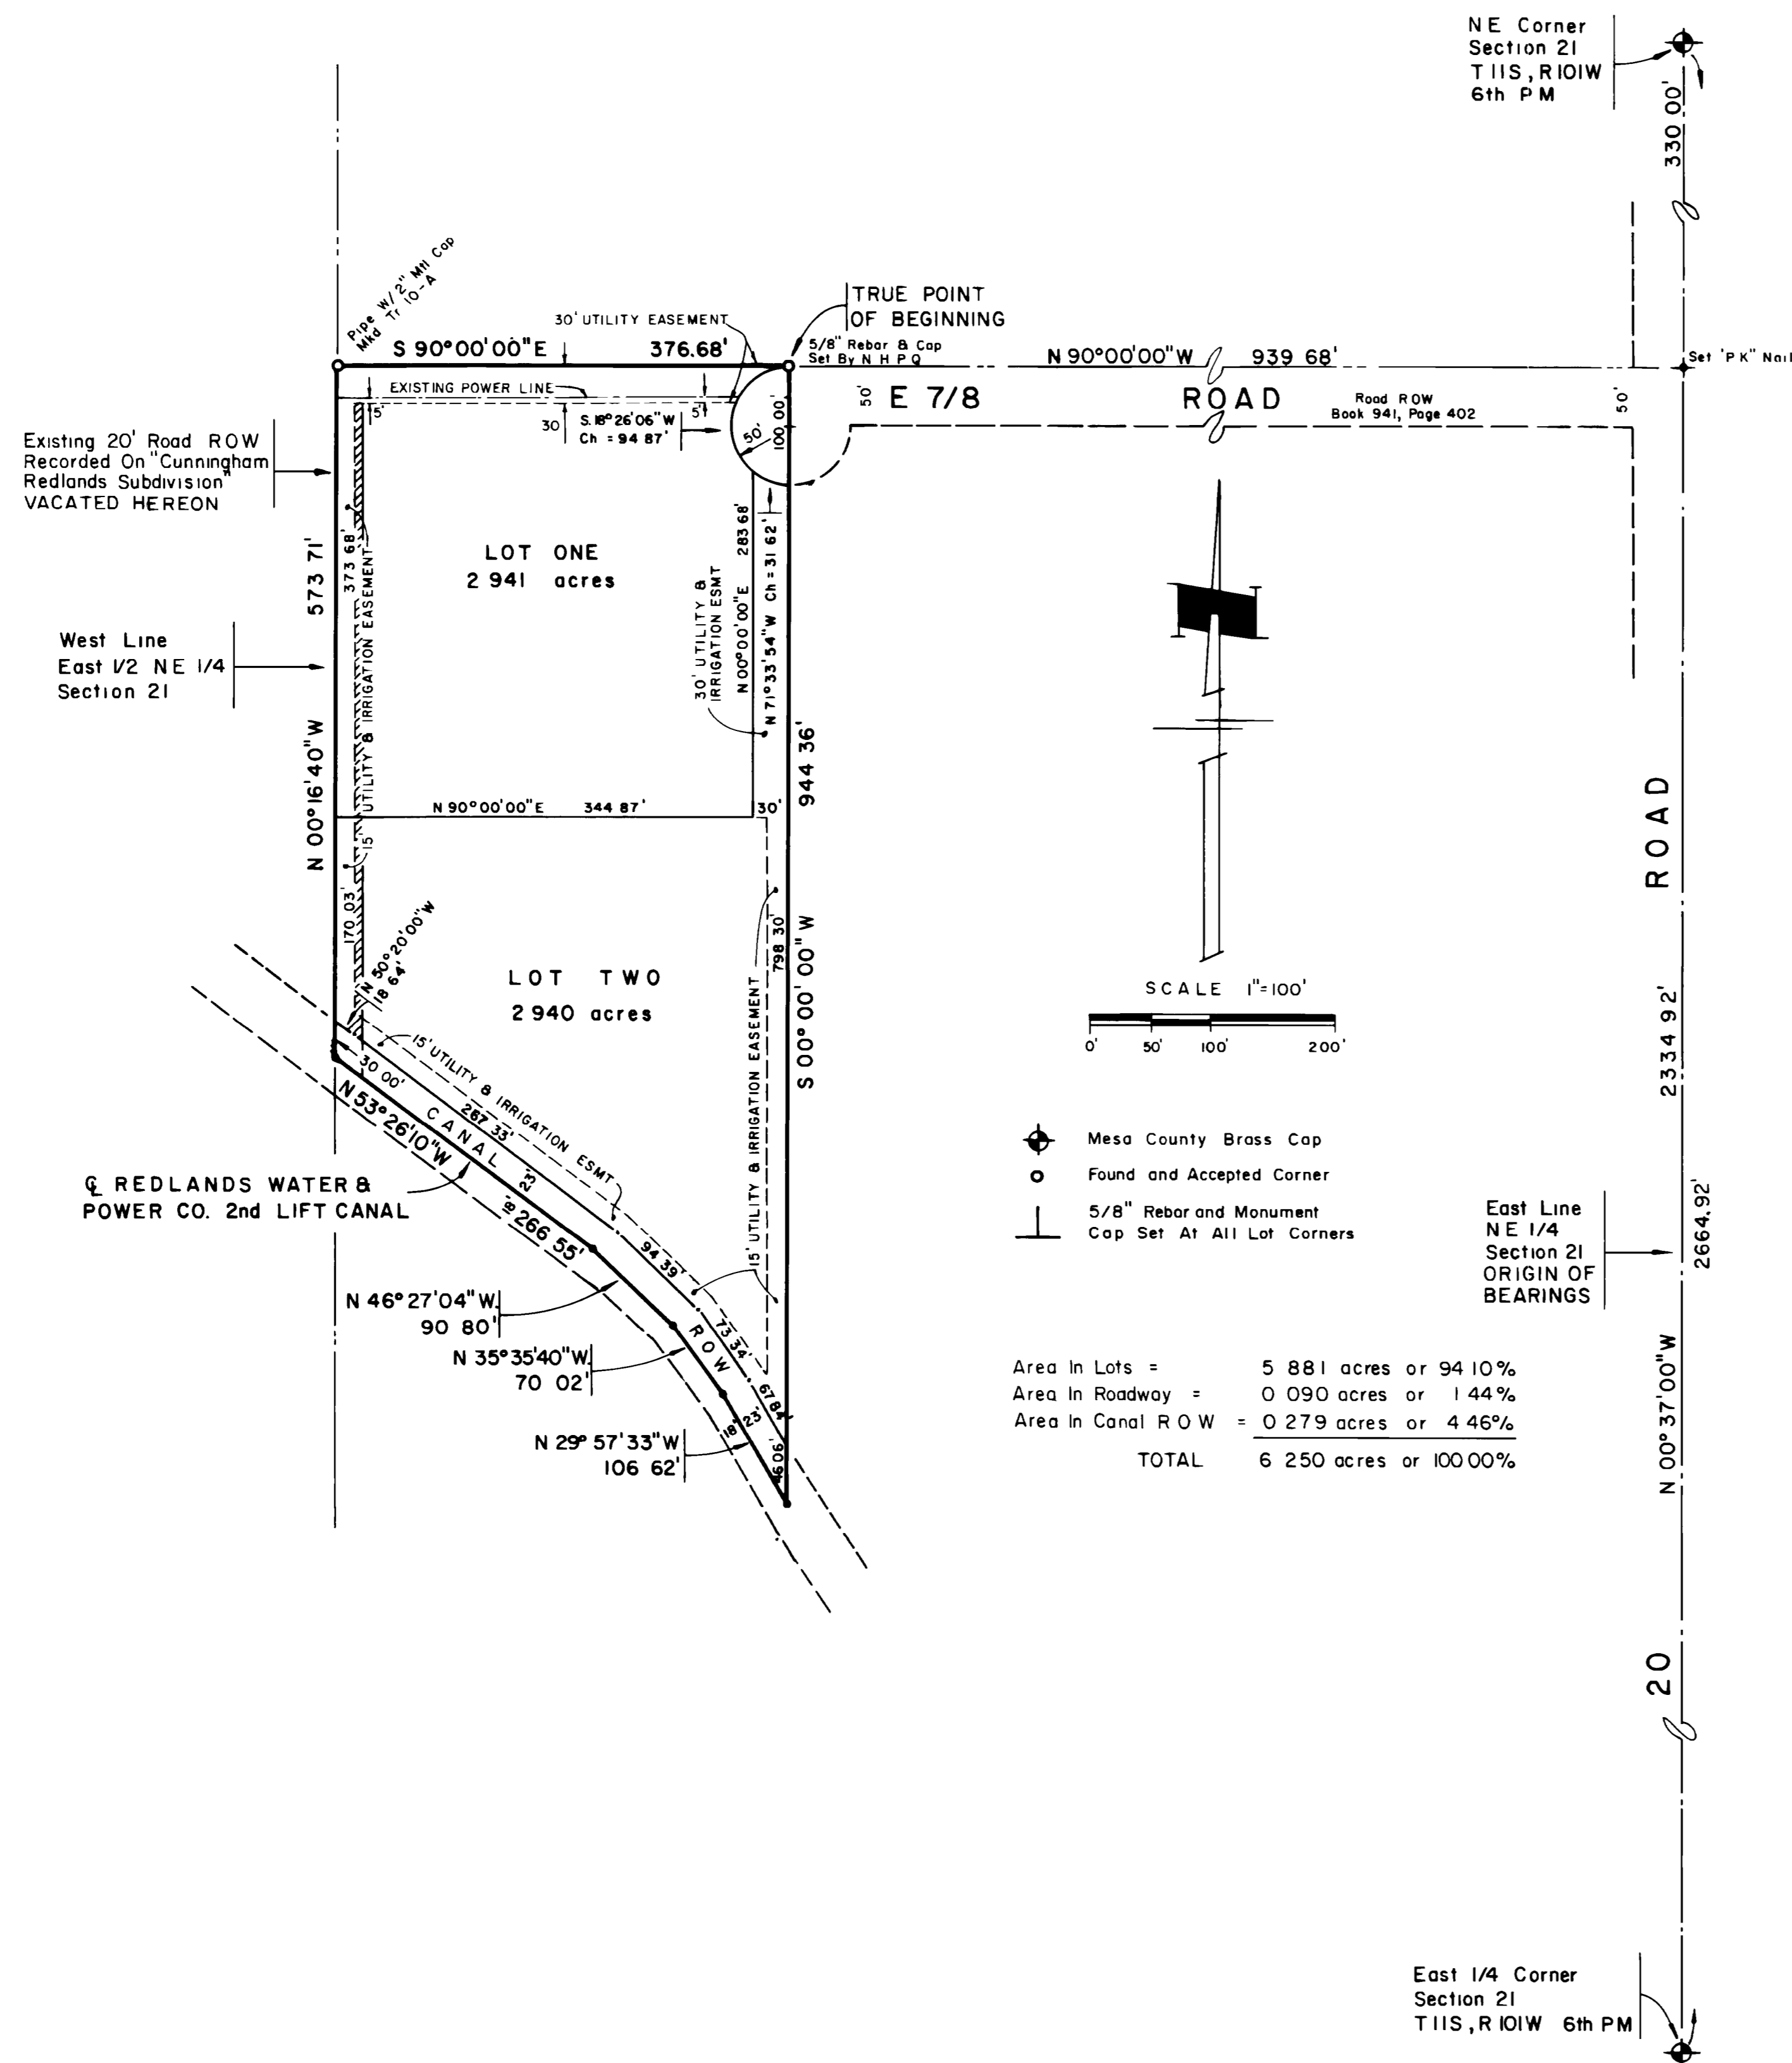 NE Corner
Section 21
T11S, R101W
6th PM
330 00'
Pipe W/ 2" Mtl Cap
Mkd Tr 10-A
S 90°00'00"E 376.68'
30' UTILITY EASEMENT
TRUE POINT
OF BEGINNING
5/8" Rebar & Cap
Set By N H P Q
N 90°00'00"W 939 68'
Set "P K" Nail
EXISTING POWER LINE
5'
5'
30
S. 18°26'06"W
Ch = 94 87'
50'
100 00'
50'
E 7/8 ROAD
Road ROW
Book 941, Page 402
50'
Existing 20' Road ROW
Recorded On "Cunningham
Redlands Subdivision"
VACATED HEREON
573 71'
373 68'
15' UTILITY & IRRIGATION EASEMENT
LOT ONE
2 941 acres
N 00°00'00"E 283 68'
N 71°33'54"W Ch = 31 62'
30' UTILITY &
IRRIGATION ESMT
West Line
East 1/2 NE 1/4
Section 21
N 00°16'40"W
944 36'
N 90°00'00"E 344 87'
30'
170 03'
N 50°20'00"W
18 64'
LOT TWO
2 940 acres
798 30'
S 00°00'00"W
15' UTILITY & IRRIGATION EASEMENT
SCALE 1"=100'
0' 50' 100' 200'
ROAD
2334 92'
30 00'
15' UTILITY & IRRIGATION ESMT
CANAL
267 33'
N 53°26'10"W
266 55'
18' 23'
℄ REDLANDS WATER &
POWER CO. 2nd LIFT CANAL
Mesa County Brass Cap
Found and Accepted Corner
5/8" Rebar and Monument
Cap Set At All Lot Corners
East Line
NE 1/4
Section 21
ORIGIN OF
BEARINGS
2664.92'
94 39'
N 46°27'04"W.
90 80'
N 35°35'40"W.
70 02'
ROW
73 34'
67 84'
18' 23'
46 06'
N 29°57'33"W
106 62'
Area In Lots = 5 881 acres or 94 10%
Area In Roadway = 0 090 acres or 1 44%
Area In Canal R O W = 0 279 acres or 4 46%
TOTAL 6 250 acres or 100 00%
N 00°37'00"W
20
East 1/4 Corner
Section 21
T11S, R101W 6th PM